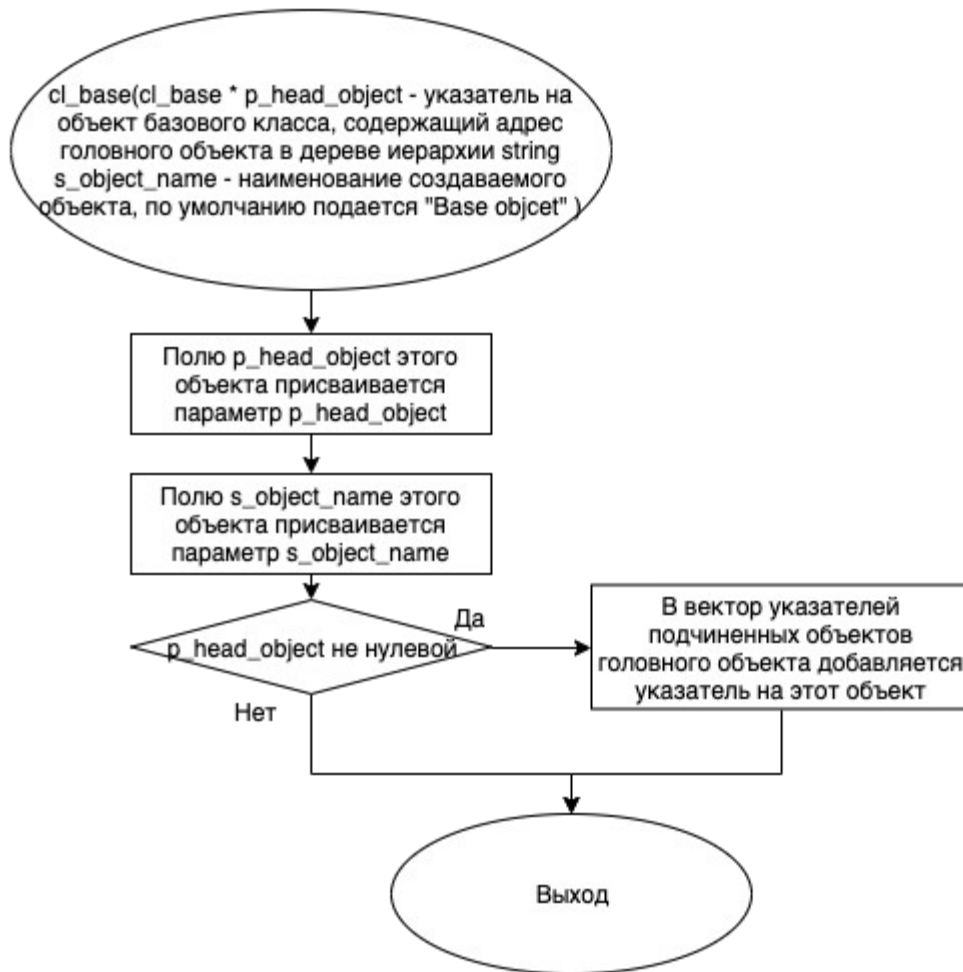 cl_base(cl_base * p_head_object - указатель на
объект базового класса, содержащий адрес
головного объекта в дереве иерархии string
s_object_name - наименование создаваемого
объекта, по умолчанию подается "Base objcet" )
Полю p_head_object этого
объекта присваивается
параметр p_head_object
Полю s_object_name этого
объекта присваивается
параметр s_object_name
p_head_object не нулевой
Да
В вектор указателей
подчиненных объектов
головного объекта добавляется
указатель на этот объект
Нет
Выход